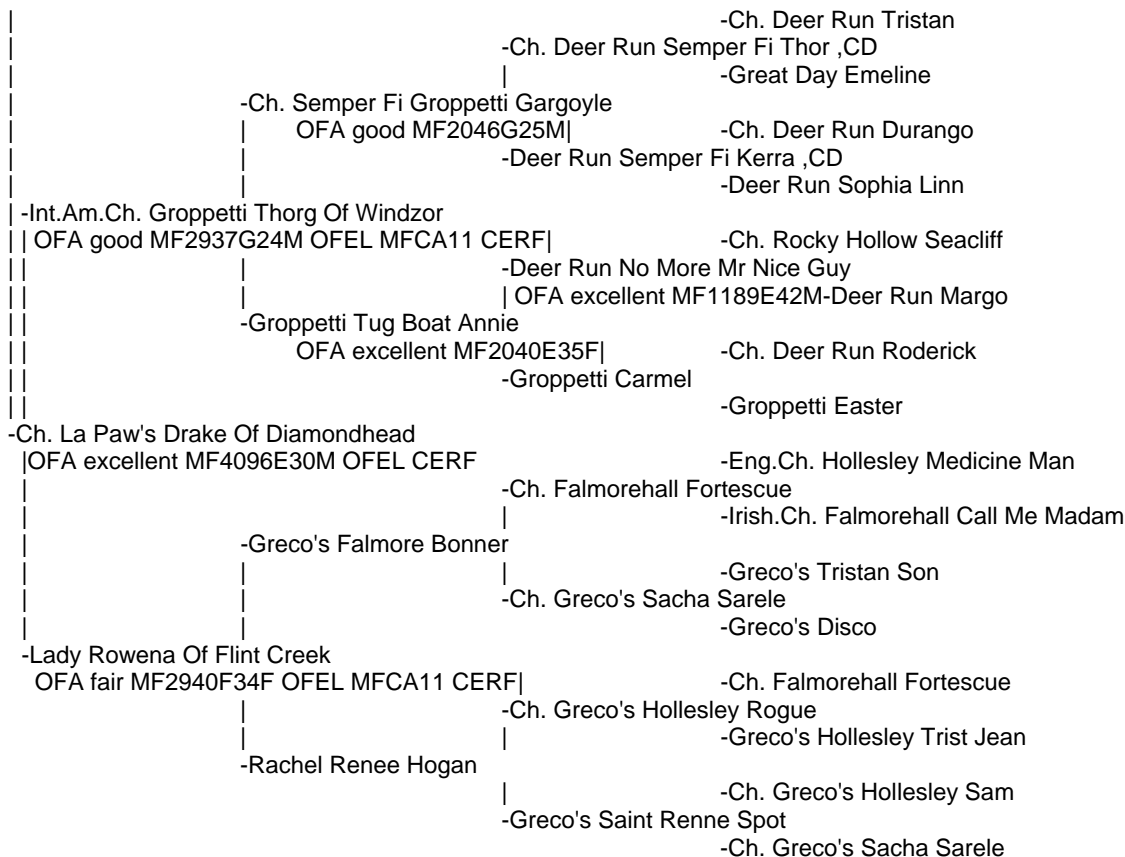 -Ch. Deer Run Tristan
-Ch. Deer Run Semper Fi Thor ,CD
| -Great Day Emeline
-Ch. Semper Fi Groppetti Gargoyle
| OFA good MF2046G25M| -Ch. Deer Run Durango
| -Deer Run Semper Fi Kerra ,CD
| -Deer Run Sophia Linn
| -Int.Am.Ch. Groppetti Thorg Of Windzor
| | OFA good MF2937G24M OFEL MFCA11 CERF| -Ch. Rocky Hollow Seacliff
| | | -Deer Run No More Mr Nice Guy
| | | | OFA excellent MF1189E42M-Deer Run Margo
| | -Groppetti Tug Boat Annie
| | OFA excellent MF2040E35F| -Ch. Deer Run Roderick
| | -Groppetti Carmel
| | -Groppetti Easter
-Ch. La Paw's Drake Of Diamondhead
|OFA excellent MF4096E30M OFEL CERF -Eng.Ch. Hollesley Medicine Man
| -Ch. Falmorehall Fortescue
| | -Irish.Ch. Falmorehall Call Me Madam
| -Greco's Falmore Bonner
| | | -Greco's Tristan Son
| | -Ch. Greco's Sacha Sarele
| | -Greco's Disco
-Lady Rowena Of Flint Creek
OFA fair MF2940F34F OFEL MFCA11 CERF| -Ch. Falmorehall Fortescue
| -Ch. Greco's Hollesley Rogue
| | -Greco's Hollesley Trist Jean
-Rachel Renee Hogan
| -Ch. Greco's Hollesley Sam
-Greco's Saint Renne Spot
-Ch. Greco's Sacha Sarele